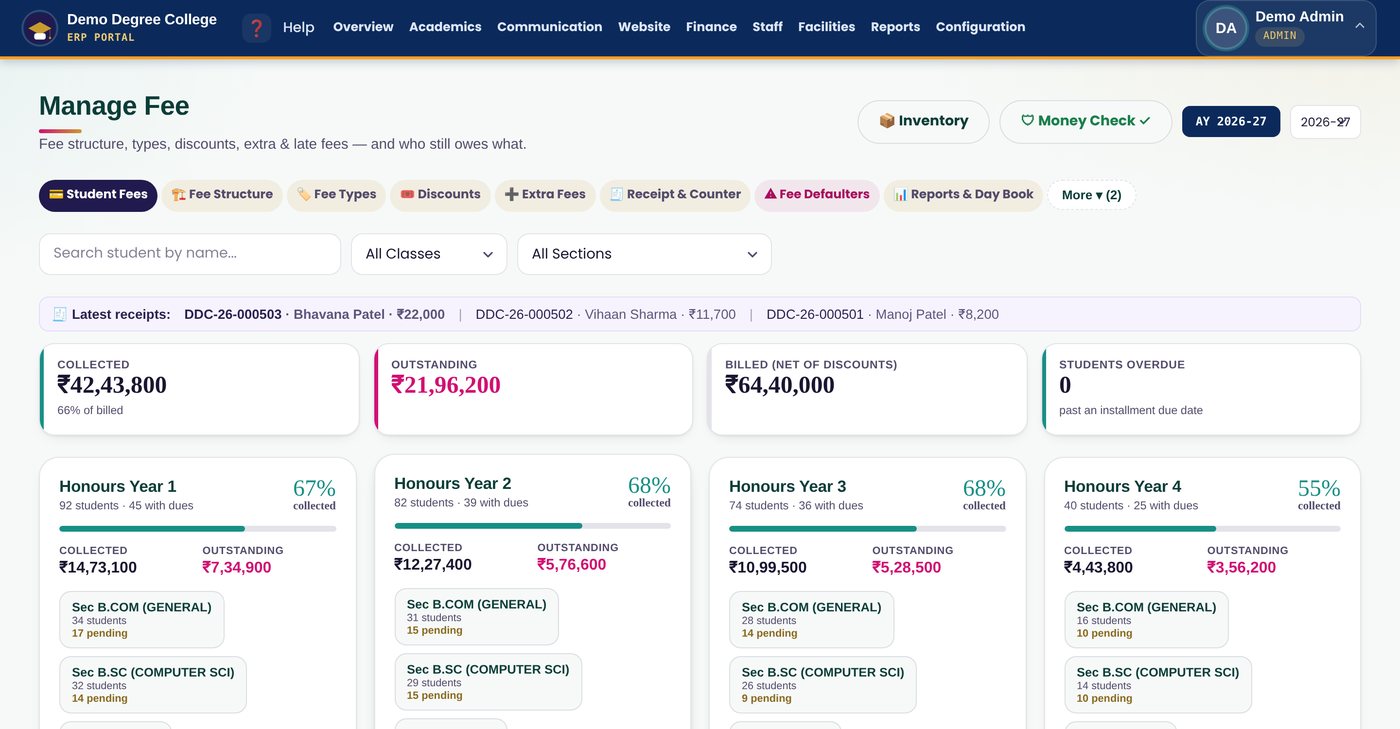 Demo Degree College
ERP PORTAL
❓ Help Overview Academics Communication Website Finance Staff Facilities Reports Configuration
DA Demo Admin
ADMIN
Manage Fee
Fee structure, types, discounts, extra & late fees — and who still owes what.
📦 Inventory 🛡 Money Check ✓ AY 2026-27 2026-27
💳 Student Fees 🏗️ Fee Structure 🏷️ Fee Types 🎟️ Discounts ➕ Extra Fees 🧾 Receipt & Counter ⚠ Fee Defaulters 📊 Reports & Day Book More ▾ (2)
Search student by name... All Classes All Sections
🧾 Latest receipts: DDC-26-000503 · Bhavana Patel · ₹22,000 | DDC-26-000502 · Vihaan Sharma · ₹11,700 | DDC-26-000501 · Manoj Patel · ₹8,200
COLLECTED
₹42,43,800
66% of billed
OUTSTANDING
₹21,96,200
BILLED (NET OF DISCOUNTS)
₹64,40,000
STUDENTS OVERDUE
0
past an installment due date
Honours Year 1
92 students · 45 with dues
67%
collected
COLLECTED OUTSTANDING
₹14,73,100 ₹7,34,900
Sec B.COM (GENERAL)
34 students
17 pending
Sec B.SC (COMPUTER SCI)
32 students
14 pending
Honours Year 2
82 students · 39 with dues
68%
collected
COLLECTED OUTSTANDING
₹12,27,400 ₹5,76,600
Sec B.COM (GENERAL)
31 students
15 pending
Sec B.SC (COMPUTER SCI)
29 students
15 pending
Honours Year 3
74 students · 36 with dues
68%
collected
COLLECTED OUTSTANDING
₹10,99,500 ₹5,28,500
Sec B.COM (GENERAL)
28 students
14 pending
Sec B.SC (COMPUTER SCI)
26 students
9 pending
Honours Year 4
40 students · 25 with dues
55%
collected
COLLECTED OUTSTANDING
₹4,43,800 ₹3,56,200
Sec B.COM (GENERAL)
16 students
10 pending
Sec B.SC (COMPUTER SCI)
14 students
10 pending